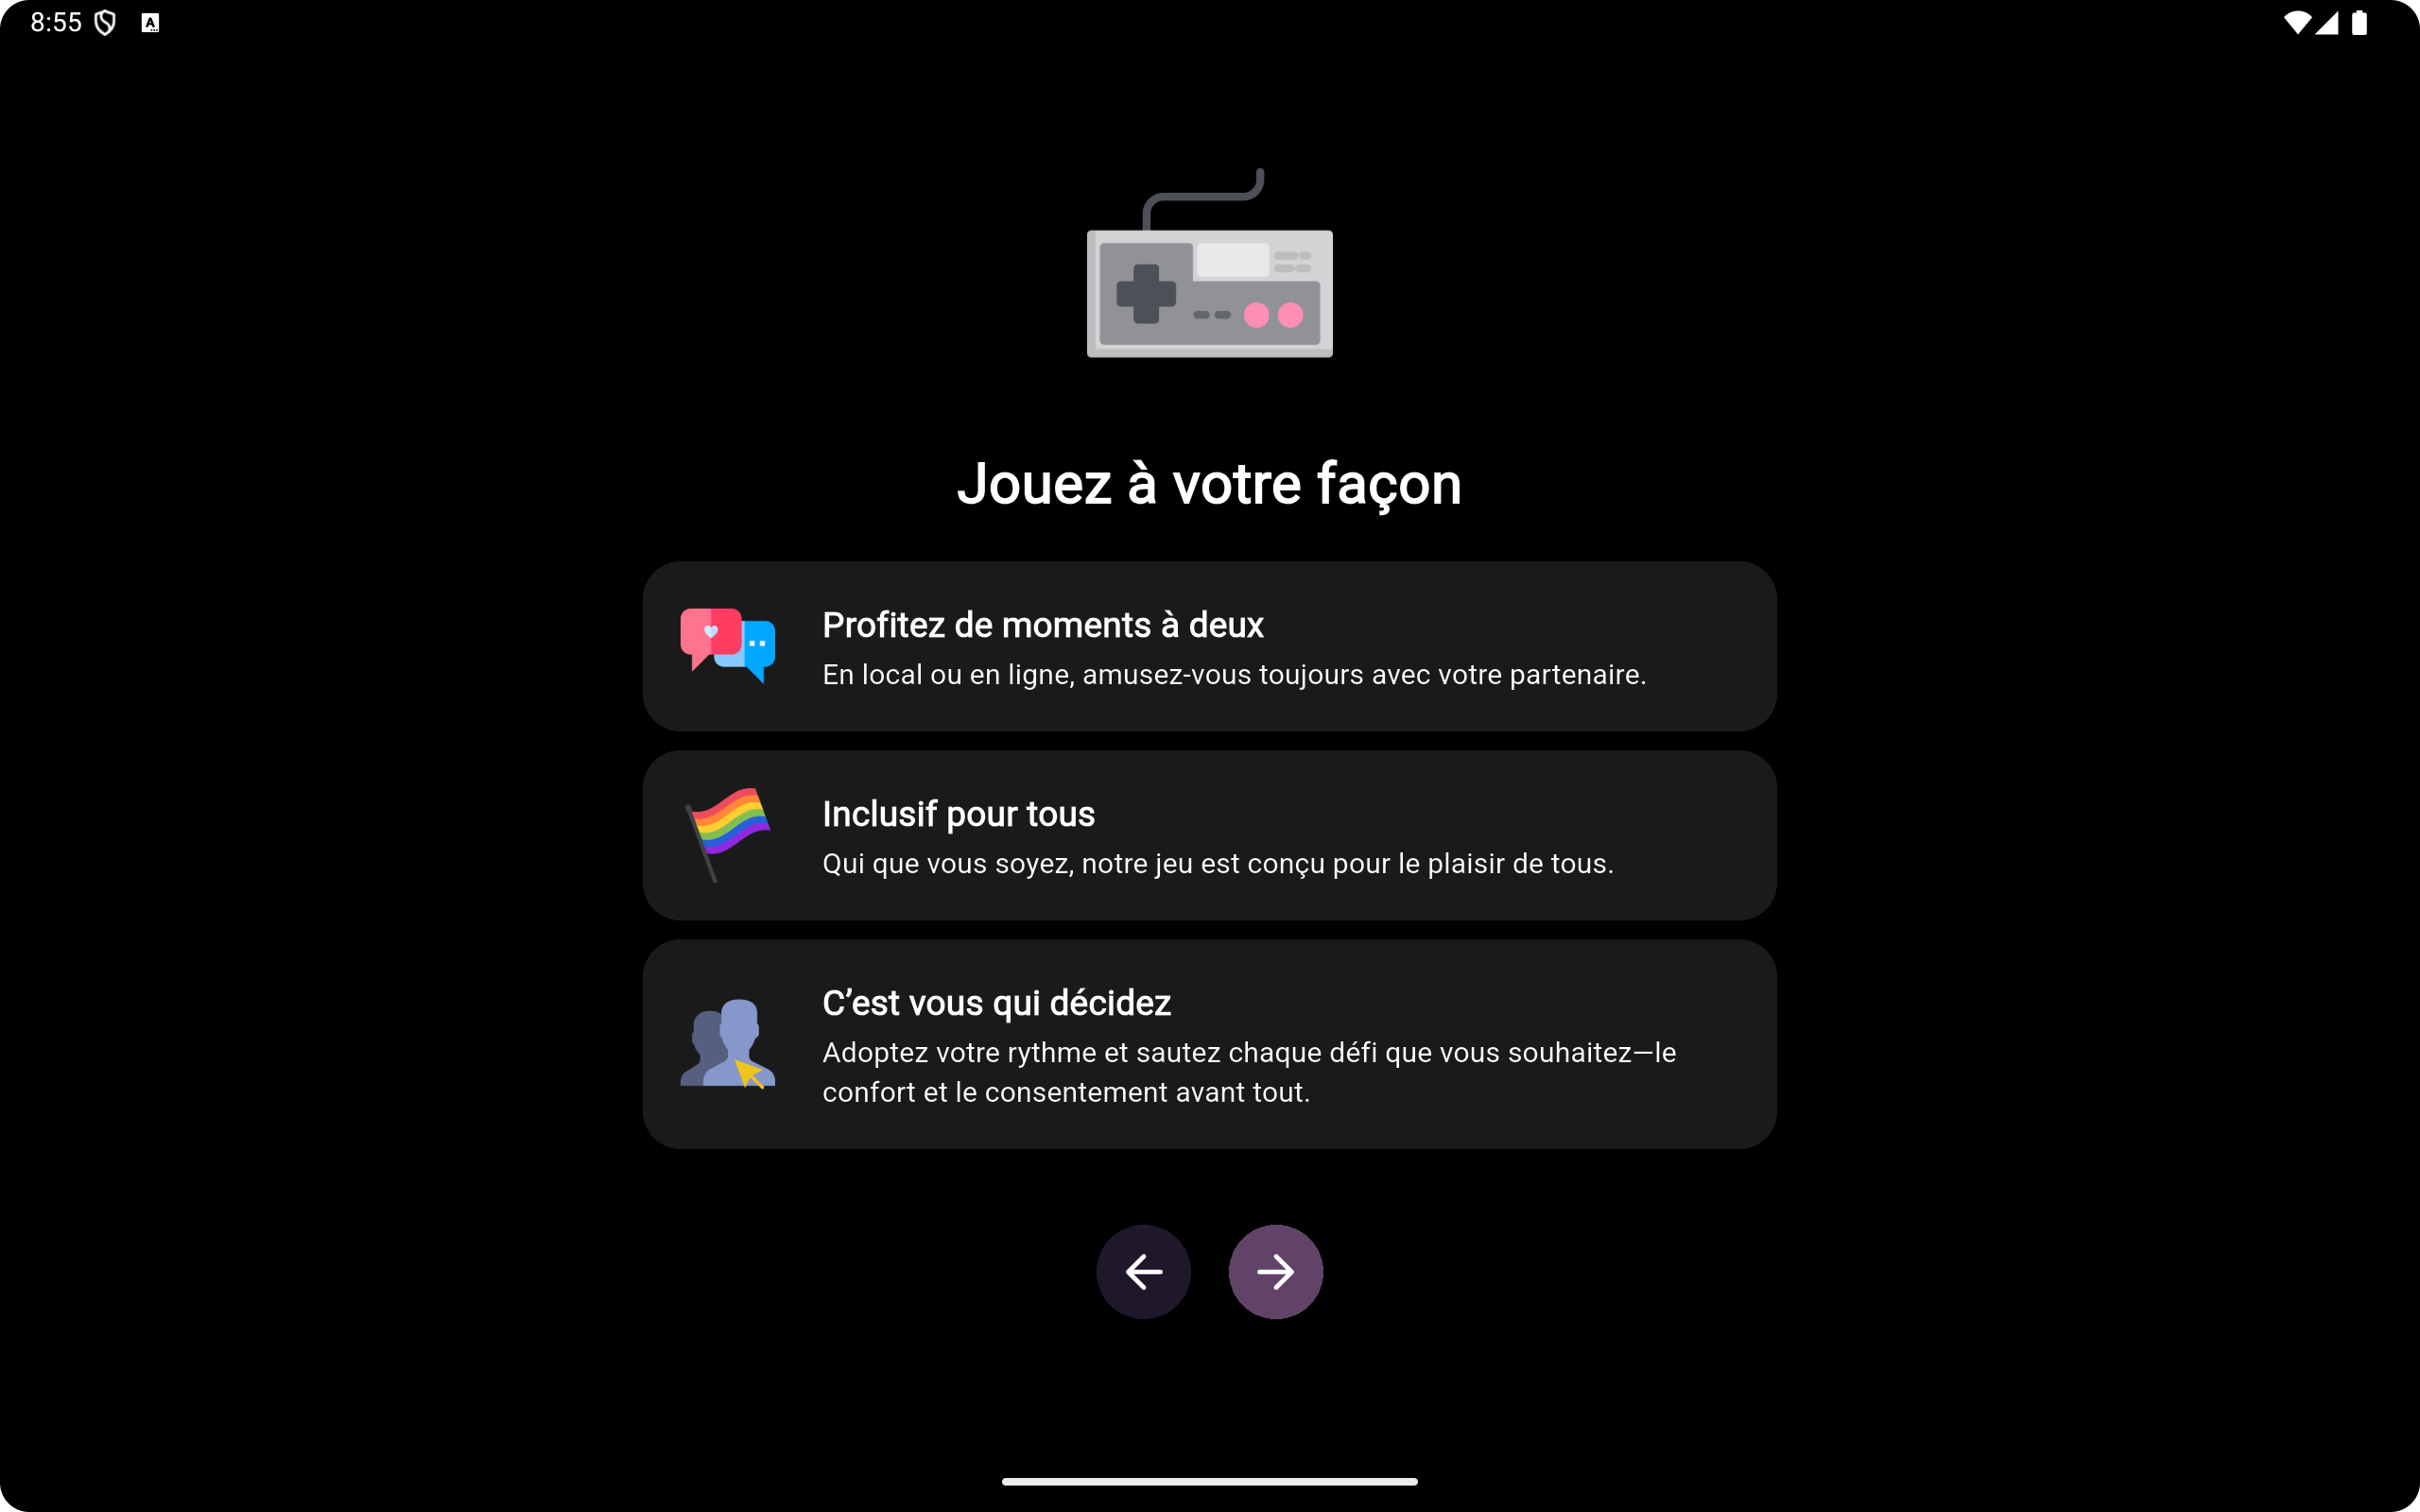 8:55
Jouez à votre façon
Profitez de moments à deux
En local ou en ligne, amusez-vous toujours avec votre partenaire.
Inclusif pour tous
Qui que vous soyez, notre jeu est conçu pour le plaisir de tous.
C’est vous qui décidez
Adoptez votre rythme et sautez chaque défi que vous souhaitez—le
confort et le consentement avant tout.